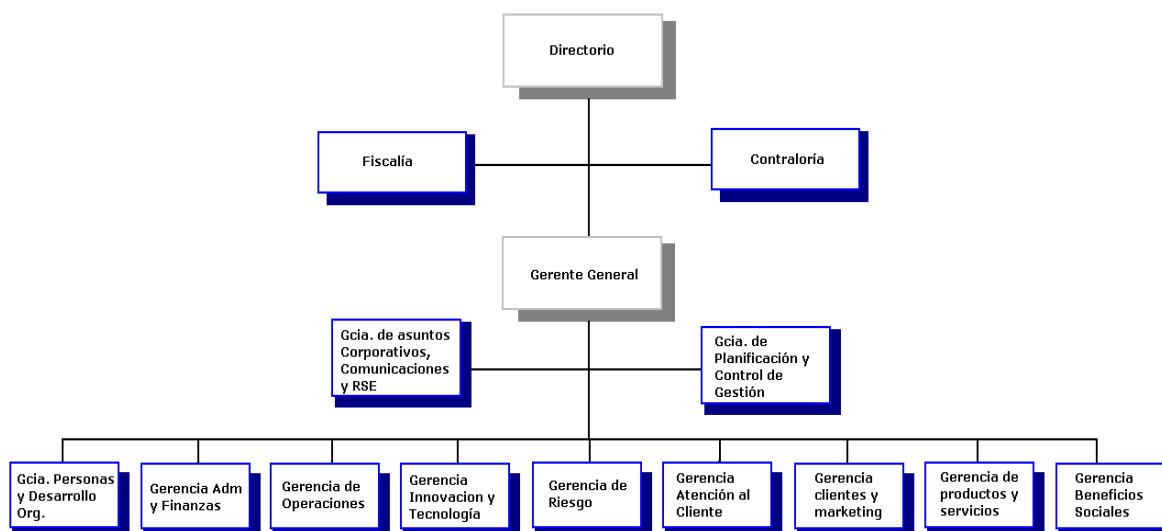 Directorio
Fiscalía
Contraloría
Gerente General
Gcia. de asuntos
Corporativos,
Comunicaciones
y RSE
Gcia. de
Planificación y
Control de
Gestión
Gcia. Personas
y Desarrollo
Org.
Gerencia Adm
y Finanzas
Gerencia de
Operaciones
Gerencia
Innovacion y
Tecnología
Gerencia de
Riesgo
Gerencia
Atención al
Cliente
Gerencia
clientes y
marketing
Gerencia de
productos y
servicios
Gerencia
Beneficios
Sociales